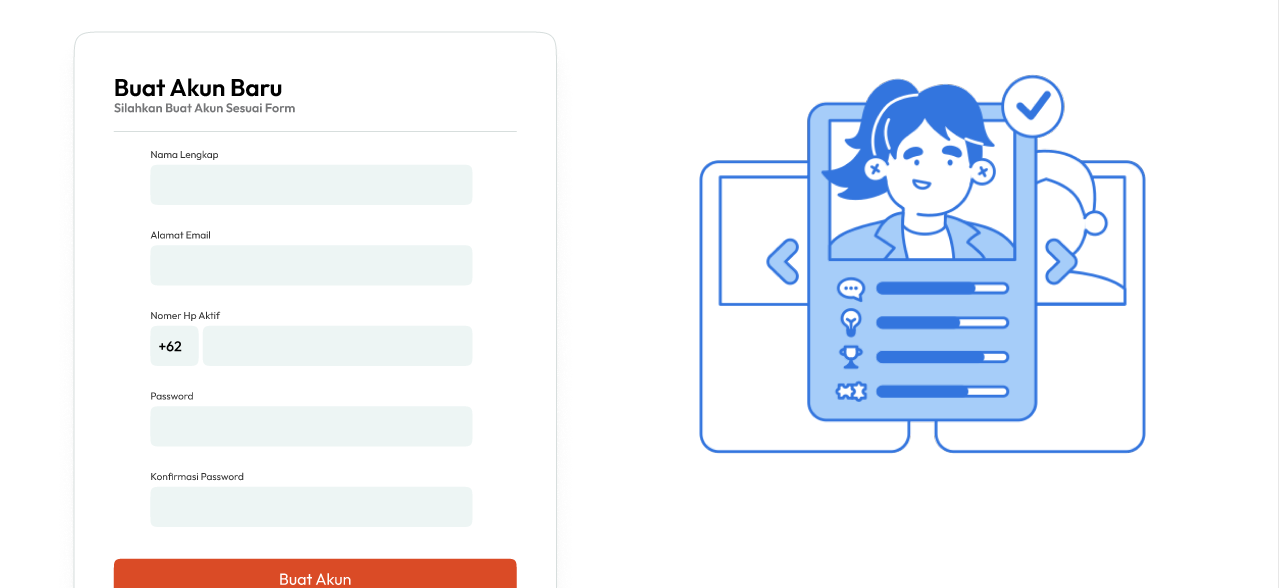 Buat Akun Baru
Silahkan Buat Akun Sesuai Form
Nama Lengkap
Alamat Email
Nomer Hp Aktif
+62
Password
Konfirmasi Password
Buat Akun